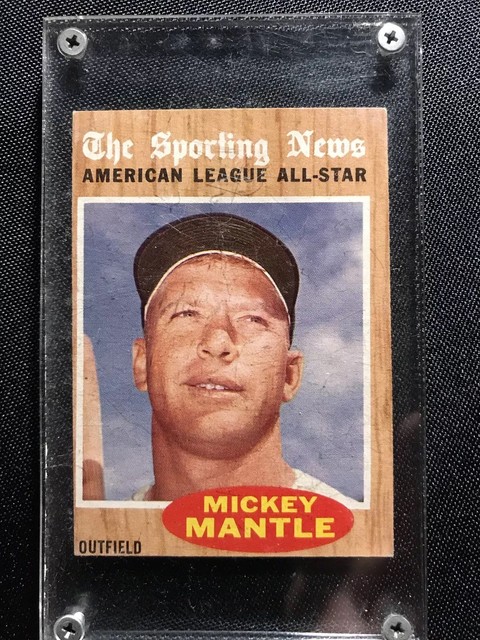 The Sporting News
AMERICAN LEAGUE ALL-STAR
MICKEY
MANTLE
OUTFIELD